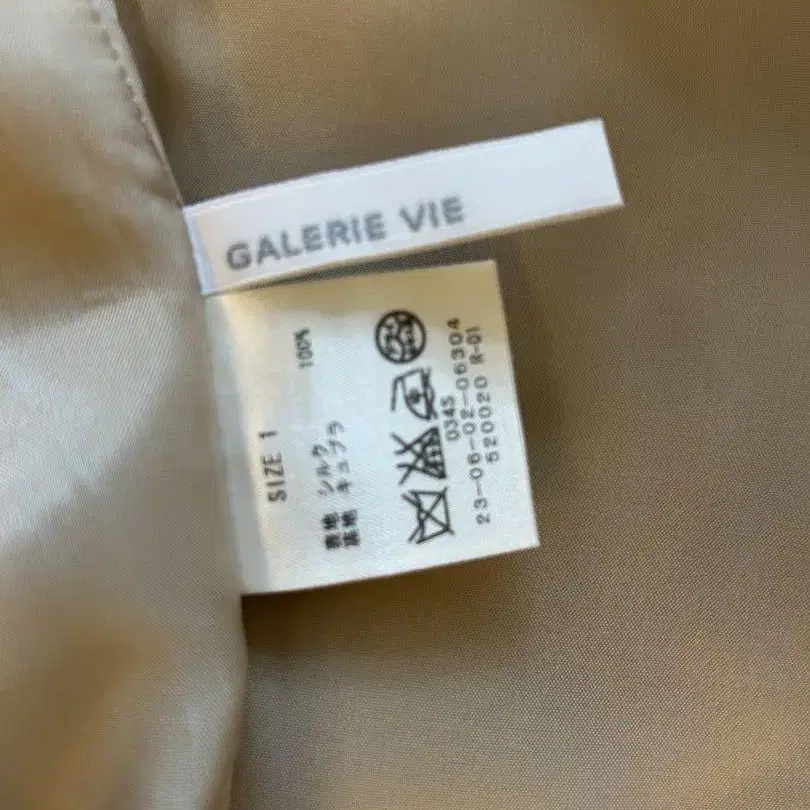 GALERIE VIE
SIZE 1
表地 シルク 100%
裏地 キュプラ
034S
23-06-02-06304
520020 R-01